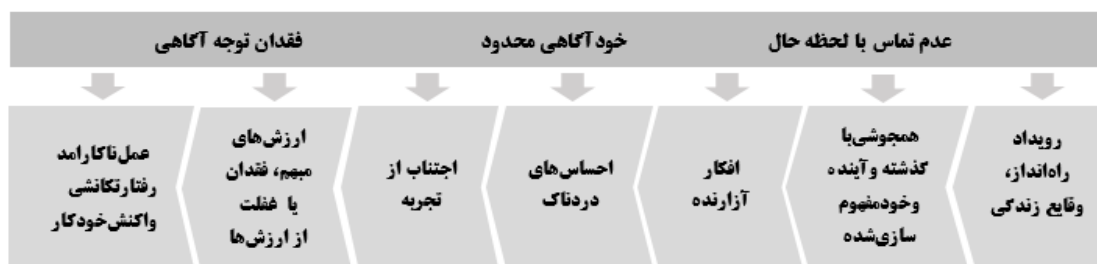 عدم تماس با لحظه حال
خودآگاهی محدود
فقدان توجه آگاهی
رویداد
راه‌انداز،
وقایع زندگی
همجوشی‌با
گذشته و آینده
وخودمفهوم
سازی‌شده
افکار
آزارنده
احساس‌های
دردناک
اجتناب از
تجربه
ارزش‌های
مبهم، فقدان
یا غفلت
از ارزش‌ها
عمل‌ناکارامد
رفتارتکانشی
واکنش‌خودکار